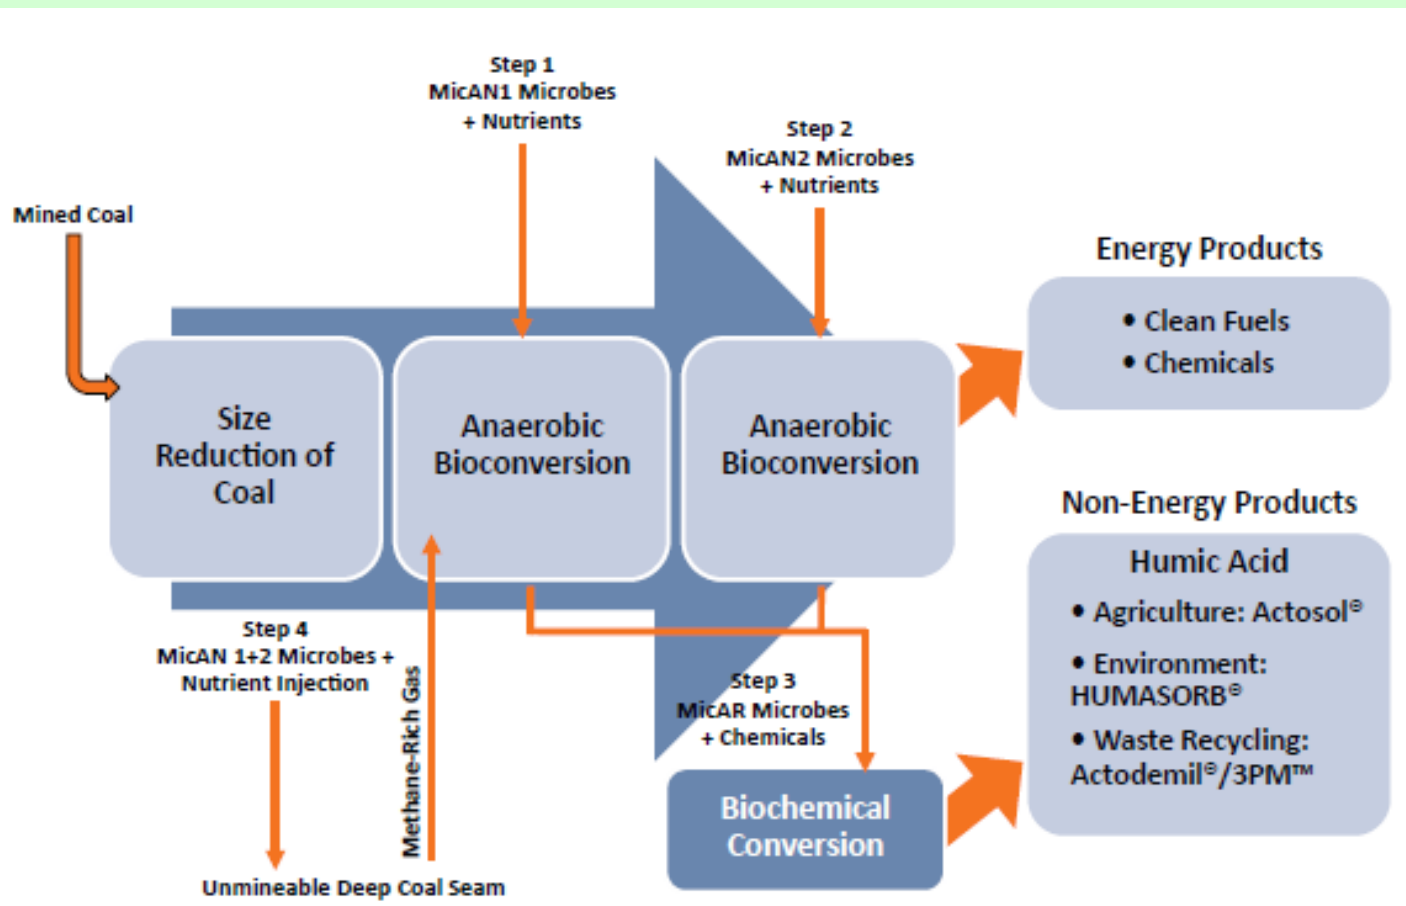 Step 1
MicAN1 Microbes
+ Nutrients
Step 2
MicAN2 Microbes
+ Nutrients
Mined Coal
Size
Reduction of
Coal
Anaerobic
Bioconversion
Anaerobic
Bioconversion
Energy Products
• Clean Fuels
• Chemicals
Non-Energy Products
Humic Acid
• Agriculture: Actosol®
• Environment:
HUMASORB®
• Waste Recycling:
Actodemil®/3PM™
Step 4
MicAN 1+2 Microbes +
Nutrient Injection
Methane-Rich Gas
Unmineable Deep Coal Seam
Step 3
MicAR Microbes
+ Chemicals
Biochemical
Conversion